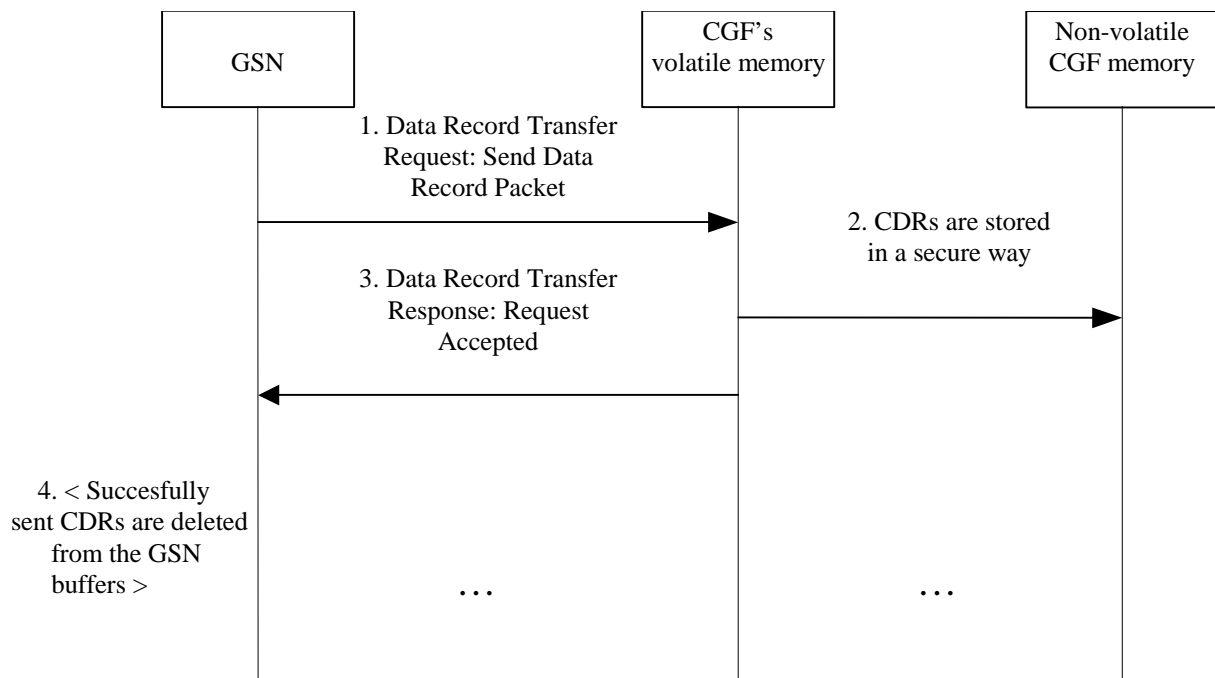 GSN
CGF's
volatile memory
Non-volatile
CGF memory
1. Data Record Transfer
Request: Send Data
Record Packet
2. CDRs are stored
in a secure way
3. Data Record Transfer
Response: Request
Accepted
4. < Succesfully
sent CDRs are deleted
from the GSN
buffers >
...
...